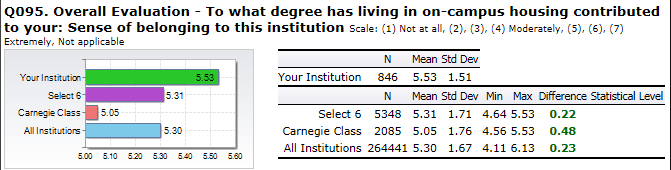 Q095. Overall Evaluation - To what degree has living in on-campus housing contributed
to your: Sense of belonging to this institution Scale: (1) Not at all, (2), (3), (4) Moderately, (5), (6), (7)
Extremely, Not applicable
Your Institution 5.53
Select 6 5.31
Carnegie Class 5.05
All Institutions 5.30
5.00 5.10 5.20 5.30 5.40 5.50 5.60
N Mean Std Dev
Your Institution 846 5.53 1.51
N Mean Std Dev Min Max Difference Statistical Level
Select 6 5348 5.31 1.71 4.64 5.53 0.22
Carnegie Class 2085 5.05 1.76 4.56 5.53 0.48
All Institutions 264441 5.30 1.67 4.11 6.13 0.23